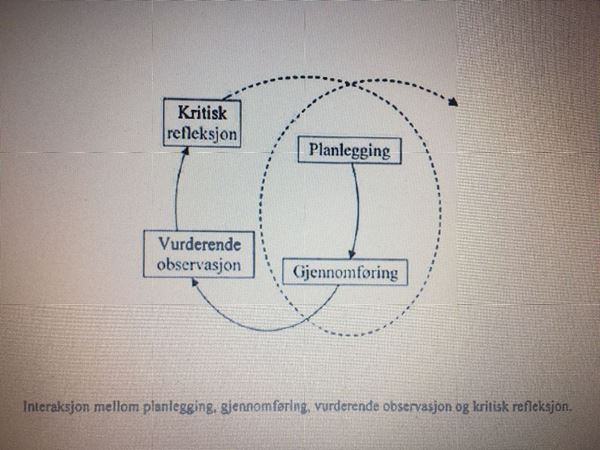 Kritisk
refleksjon
Planlegging
Vurderende
observasjon
Gjennomføring
Interaksjon mellom planlegging, gjennomføring, vurderende observasjon og kritisk refleksjon.